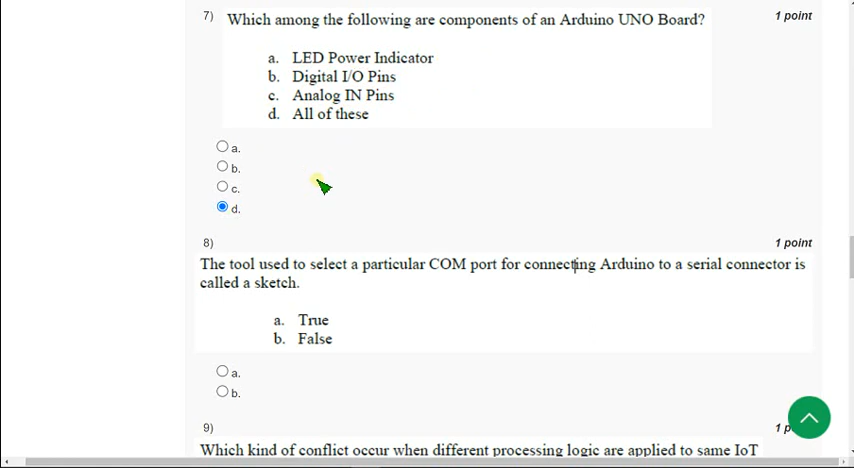 7) Which among the following are components of an Arduino UNO Board? 1 point
a. LED Power Indicator
b. Digital I/O Pins
c. Analog IN Pins
d. All of these
a.
b.
c.
d.
8) 1 point
The tool used to select a particular COM port for connecting Arduino to a serial connector is
called a sketch.
a. True
b. False
a.
b.
9) 1 p
Which kind of conflict occur when different processing logic are applied to same IoT